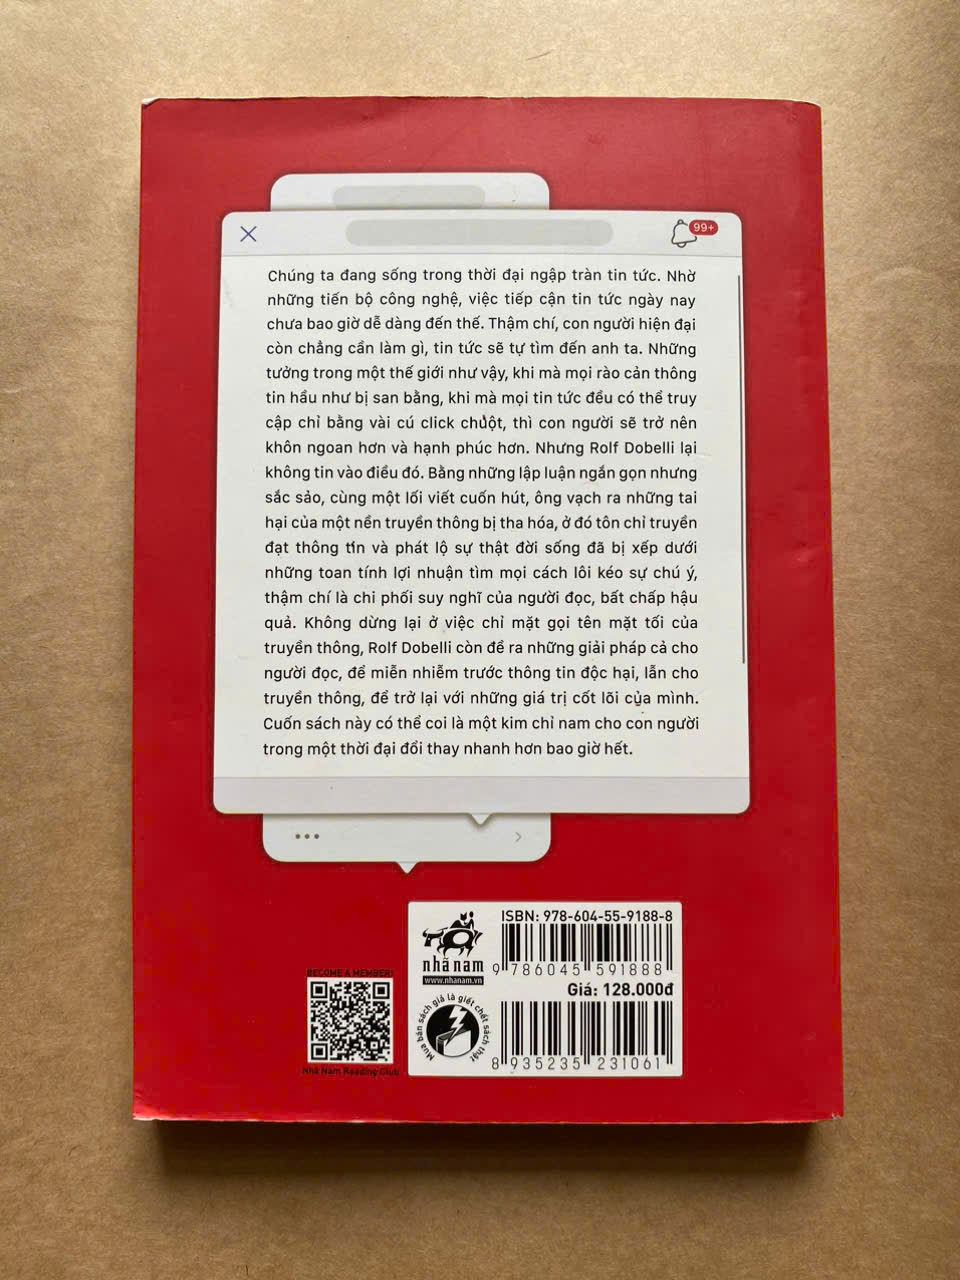 99+
Chúng ta đang sống trong thời đại ngập tràn tin tức. Nhờ
những tiến bộ công nghệ, việc tiếp cận tin tức ngày nay
chưa bao giờ dễ dàng đến thế. Thậm chí, con người hiện đại
còn chẳng cần làm gì, tin tức sẽ tự tìm đến anh ta. Những
tưởng trong một thế giới như vậy, khi mà mọi rào cản thông
tin hầu như bị san bằng, khi mà mọi tin tức đều có thể truy
cập chỉ bằng vài cú click chuột, thì con người sẽ trở nên
khôn ngoan hơn và hạnh phúc hơn. Nhưng Rolf Dobelli lại
không tin vào điều đó. Bằng những lập luận ngắn gọn nhưng
sắc sảo, cùng một lối viết cuốn hút, ông vạch ra những tai
hại của một nền truyền thông bị tha hóa, ở đó tôn chỉ truyền
đạt thông tin và phát lộ sự thật đời sống đã bị xếp dưới
những toan tính lợi nhuận tìm mọi cách lôi kéo sự chú ý,
thậm chí là chi phối suy nghĩ của người đọc, bất chấp hậu
quả. Không dừng lại ở việc chỉ mặt gọi tên mặt tối của
truyền thông, Rolf Dobelli còn đề ra những giải pháp cả cho
người đọc, để miễn nhiễm trước thông tin độc hại, lẫn cho
truyền thông, để trở lại với những giá trị cốt lõi của mình.
Cuốn sách này có thể coi là một kim chỉ nam cho con người
trong một thời đại đổi thay nhanh hơn bao giờ hết.
BECOME A MEMBER!
Nhã Nam Reading Club
nhã nam
www.nhanam.vn
Mua bán sách giả là giết chết sách thật
ISBN: 978-604-55-9188-8
9 786045 591888
Giá: 128.000đ
8 935235 231061